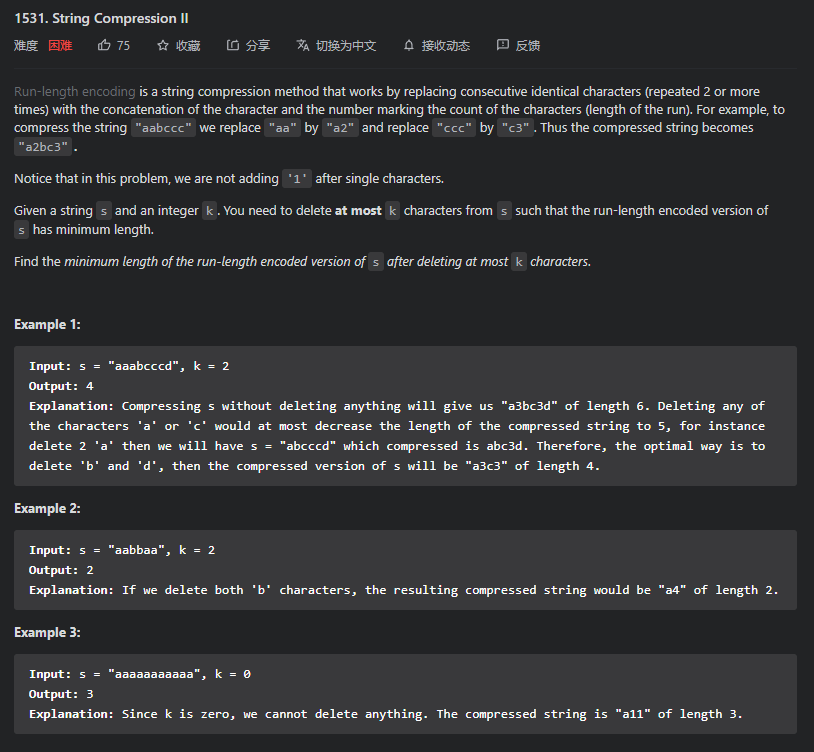 1531. String Compression II
难度 困难 75 收藏 分享 切换为中文 接收动态 反馈
Run-length encoding is a string compression method that works by replacing consecutive identical characters (repeated 2 or more
times) with the concatenation of the character and the number marking the count of the characters (length of the run). For example, to
compress the string "aabccc" we replace "aa" by "a2" and replace "ccc" by "c3". Thus the compressed string becomes
"a2bc3".
Notice that in this problem, we are not adding '1' after single characters.
Given a string s and an integer k. You need to delete at most k characters from s such that the run-length encoded version of
s has minimum length.
Find the minimum length of the run-length encoded version of s after deleting at most k characters.
Example 1:
Input: s = "aaabcccd", k = 2
Output: 4
Explanation: Compressing s without deleting anything will give us "a3bc3d" of length 6. Deleting any of
the characters 'a' or 'c' would at most decrease the length of the compressed string to 5, for instance
delete 2 'a' then we will have s = "abcccd" which compressed is abc3d. Therefore, the optimal way is to
delete 'b' and 'd', then the compressed version of s will be "a3c3" of length 4.
Example 2:
Input: s = "aabbaa", k = 2
Output: 2
Explanation: If we delete both 'b' characters, the resulting compressed string would be "a4" of length 2.
Example 3:
Input: s = "aaaaaaaaaaa", k = 0
Output: 3
Explanation: Since k is zero, we cannot delete anything. The compressed string is "a11" of length 3.